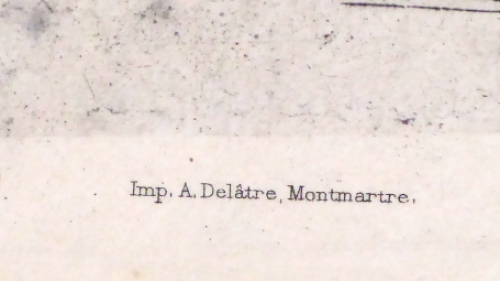 Imp. A. Delâtre, Montmartre.